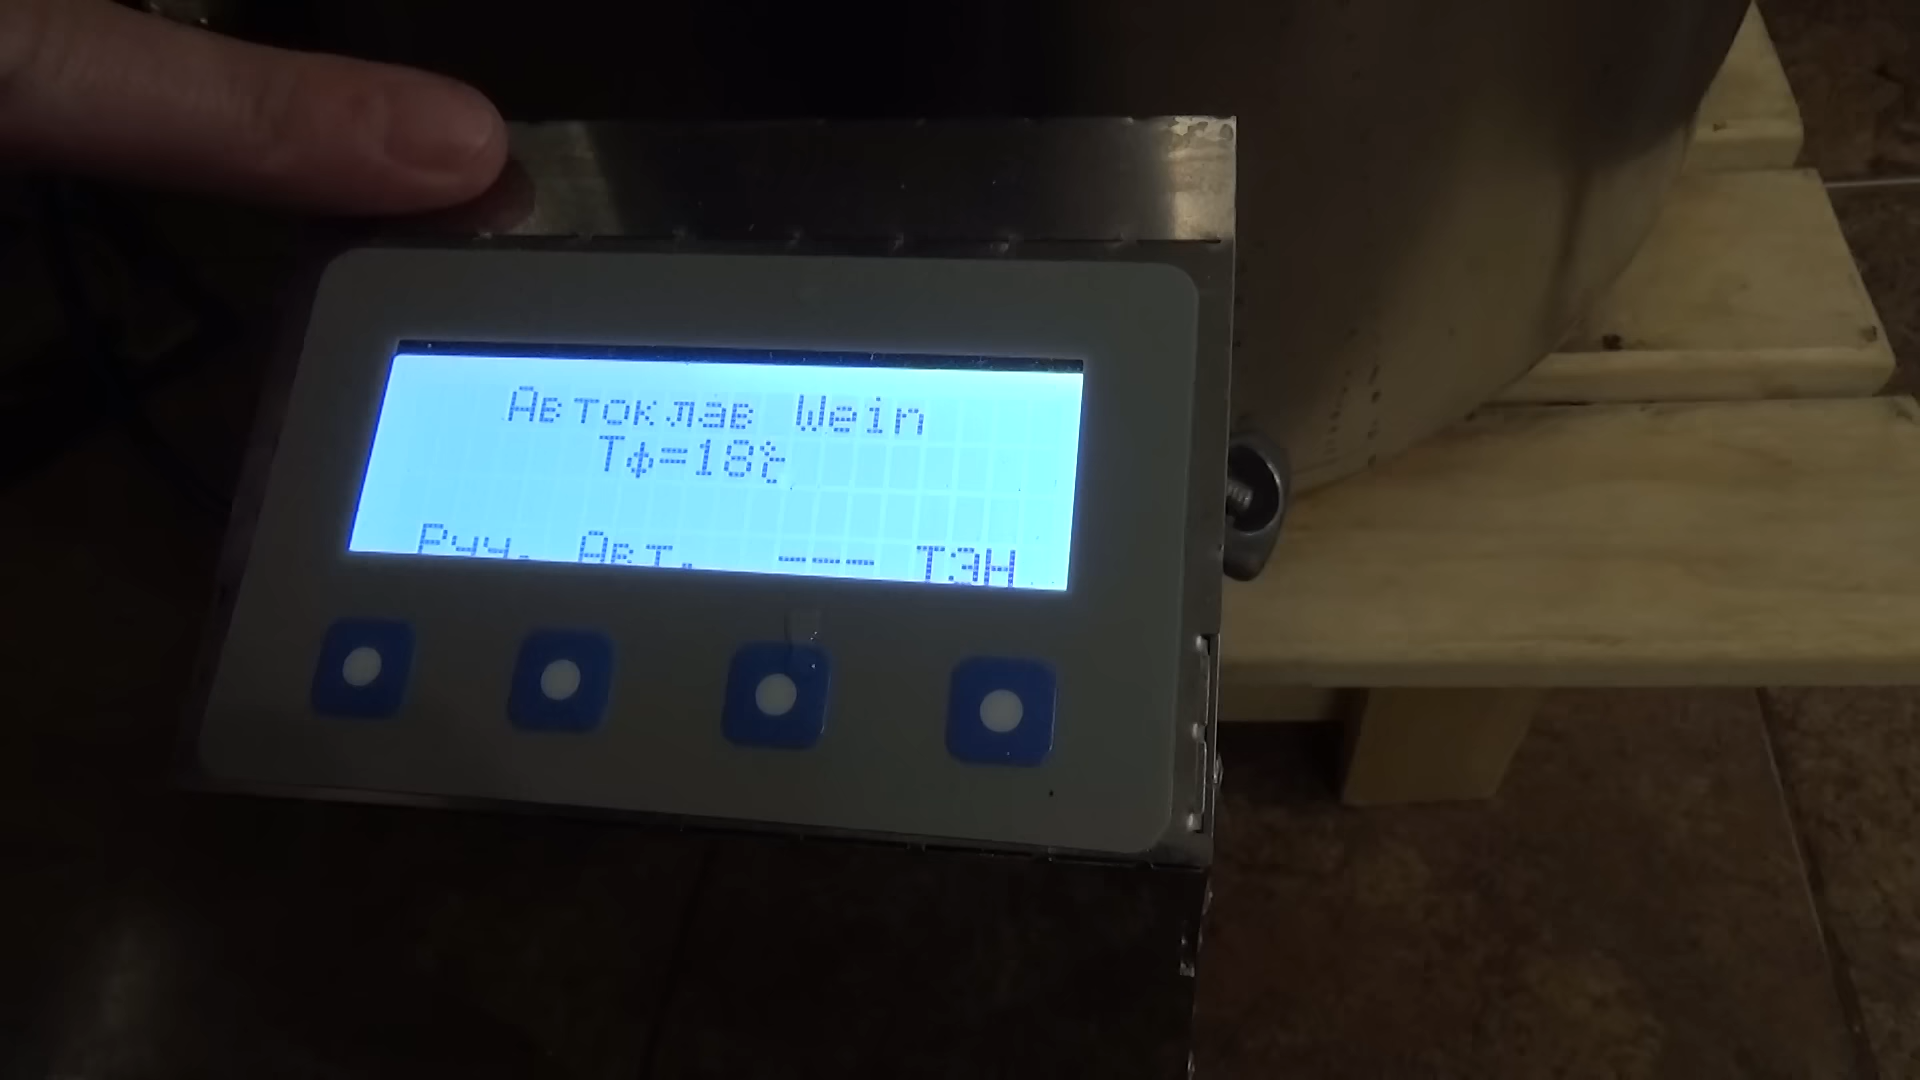 Автоклав Wein
Тф=18℃
Руч. Авт. --- ТЭН